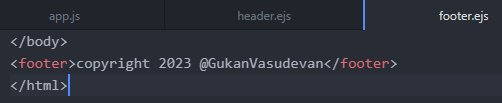 app.js header.ejs footer.ejs
</body>
<footer>copyright 2023 @GukanVasudevan</footer>
</html>